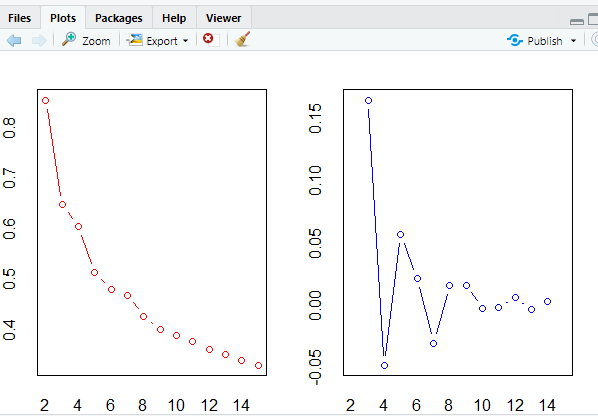 Files Plots Packages Help Viewer
Zoom Export Publish
0.8 0.7 0.6 0.5 0.4
2 4 6 8 10 12 14
0.15 0.10 0.05 0.00 -0.05
2 4 6 8 10 12 14